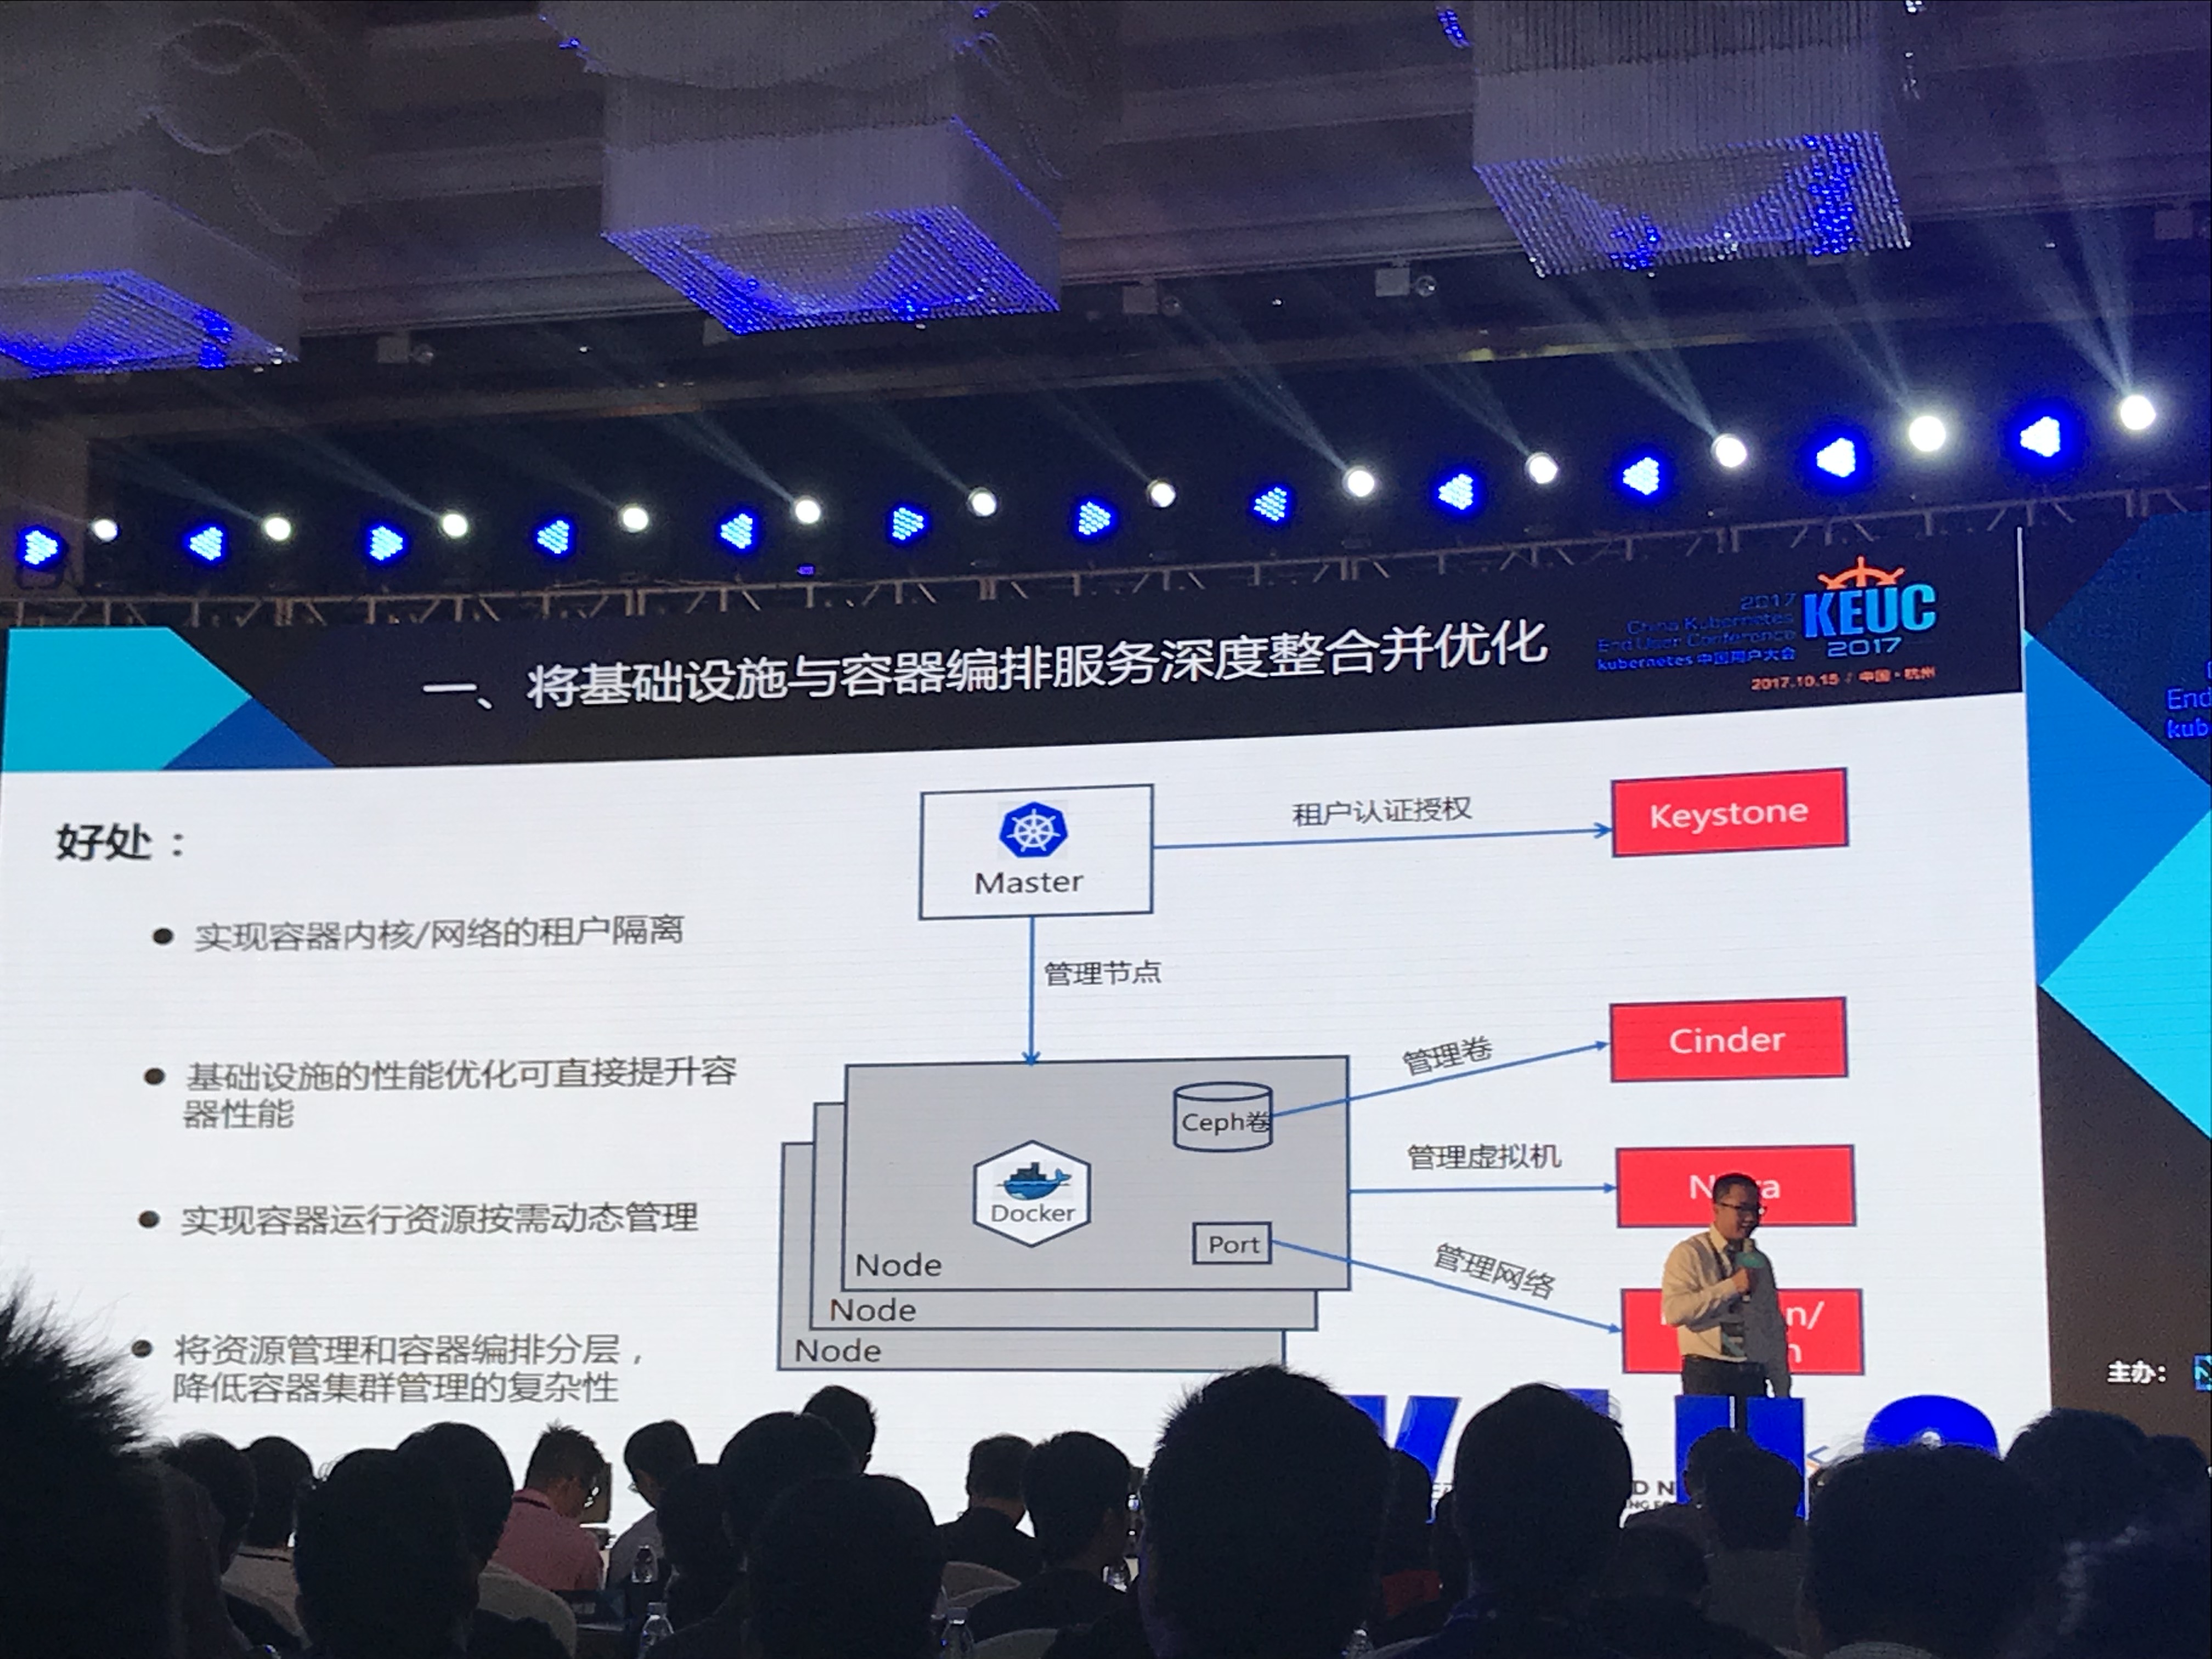 一、将基础设施与容器编排服务深度整合并优化
2017
China Kubernetes
End User Conference
kubernetes 中国用户大会
KEUC
2017
2017.10.15 / 中国·杭州
End
kub
好处：
● 实现容器内核/网络的租户隔离
● 基础设施的性能优化可直接提升容
器性能
● 实现容器运行资源按需动态管理
● 将资源管理和容器编排分层，
降低容器集群管理的复杂性
Master
租户认证授权
Keystone
管理节点
管理卷
Cinder
Ceph卷
Docker
管理虚拟机
Port
管理网络
Node
Node
Node
主办：